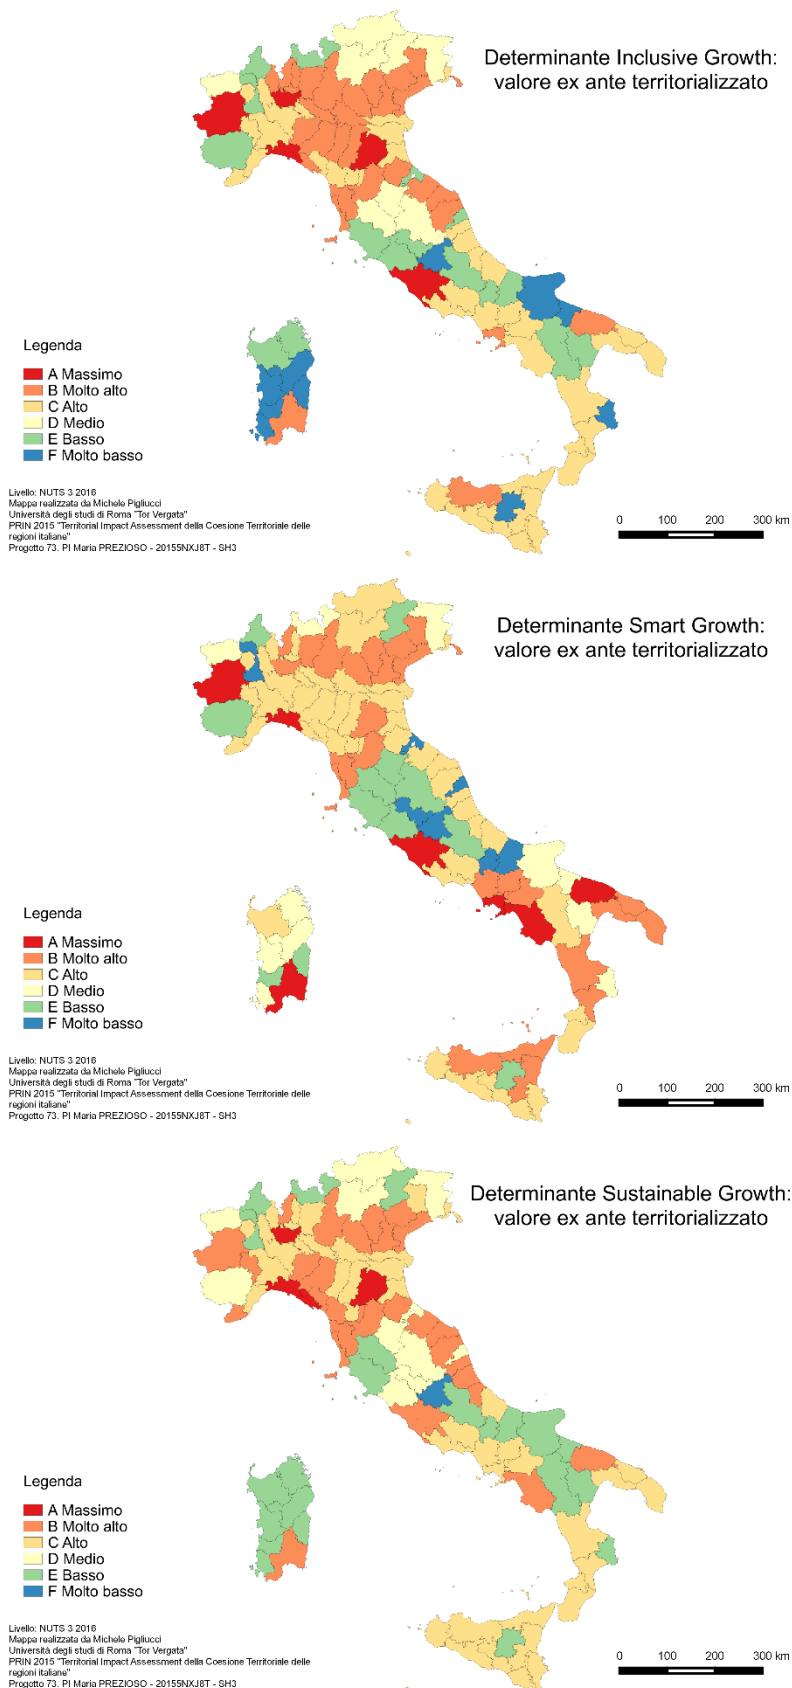 Determinante Inclusive Growth:
valore ex ante territorializzato
Legenda
A Massimo
B Molto alto
C Alto
D Medio
E Basso
F Molto basso
Livello: NUTS 3 2016
Mappa realizzata da Michele Pigliucci
Università degli studi di Roma "Tor Vergata"
PRIN 2015 "Territorial Impact Assessment della Coesione Territoriale delle
regioni italiane"
Progetto 73. PI Maria PREZIOSO - 20155NXJ8T - SH3
0 100 200 300 km
Determinante Smart Growth:
valore ex ante territorializzato
Legenda
A Massimo
B Molto alto
C Alto
D Medio
E Basso
F Molto basso
Livello: NUTS 3 2016
Mappa realizzata da Michele Pigliucci
Università degli studi di Roma "Tor Vergata"
PRIN 2015 "Territorial Impact Assessment della Coesione Territoriale delle
regioni italiane"
Progetto 73. PI Maria PREZIOSO - 20155NXJ8T - SH3
0 100 200 300 km
Determinante Sustainable Growth:
valore ex ante territorializzato
Legenda
A Massimo
B Molto alto
C Alto
D Medio
E Basso
F Molto basso
Livello: NUTS 3 2016
Mappa realizzata da Michele Pigliucci
Università degli studi di Roma "Tor Vergata"
PRIN 2015 "Territorial Impact Assessment della Coesione Territoriale delle
regioni italiane"
Progetto 73. PI Maria PREZIOSO - 20155NXJ8T - SH3
0 100 200 300 km